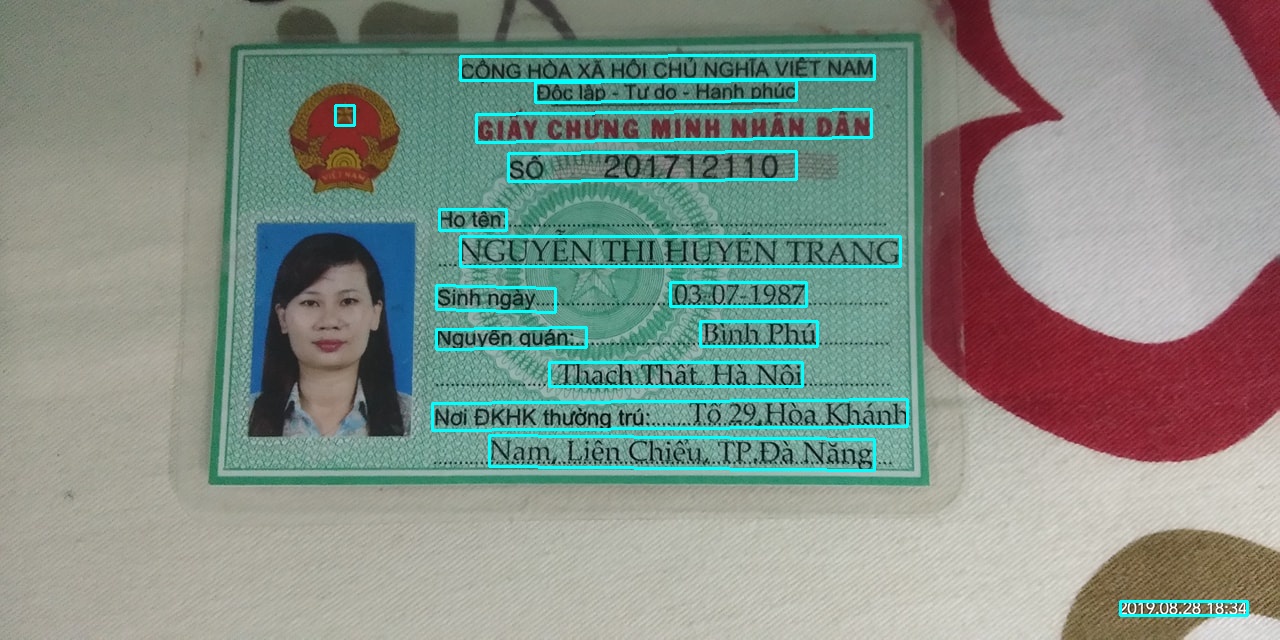 CỘNG HÒA XÃ HỘI CHỦ NGHĨA VIỆT NAM
Độc lập - Tự do - Hạnh phúc
GIẤY CHỨNG MINH NHÂN DÂN
SỐ 201712110
Họ tên
NGUYỄN THỊ HUYỀN TRANG
Sinh ngày 03-07-1987
Nguyên quán: Bình Phú
Thạch Thất, Hà Nội
Nơi ĐKHK thường trú: Tổ 29,Hòa Khánh
Nam, Liên Chiểu, TP.Đà Nẵng
VIỆT NAM
2019.08.28 18:34